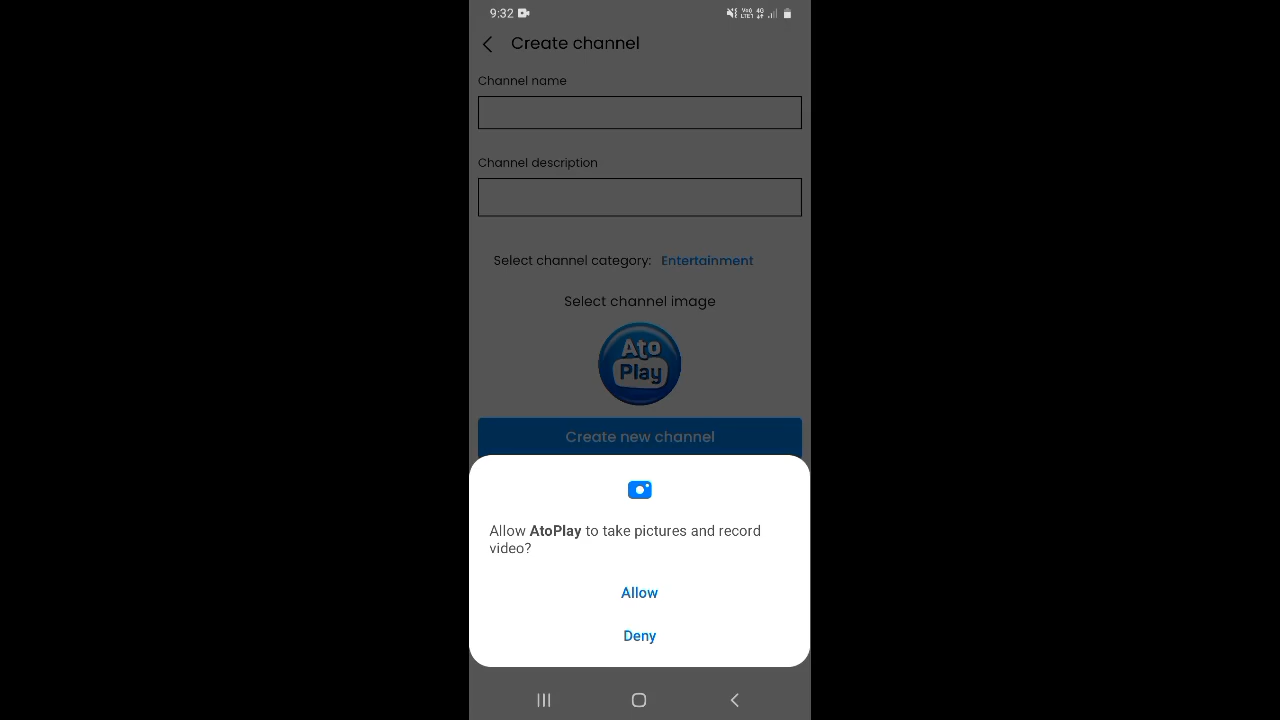 9:32
Create channel
Channel name
Channel description
Select channel category: Entertainment
Select channel image
Ato
Play
Create new channel
Allow AtoPlay to take pictures and record
video?
Allow
Deny